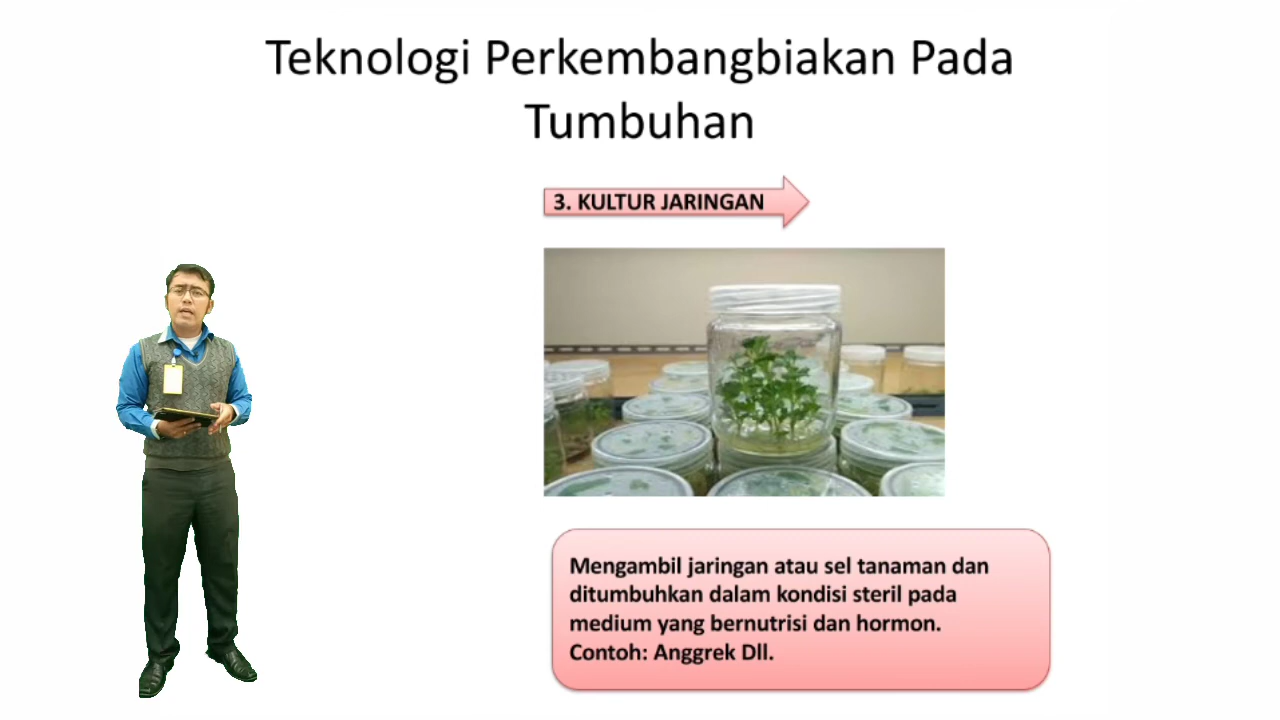 Teknologi Perkembangbiakan Pada
Tumbuhan
3. KULTUR JARINGAN
Mengambil jaringan atau sel tanaman dan
ditumbuhkan dalam kondisi steril pada
medium yang bernutrisi dan hormon.
Contoh: Anggrek Dll.